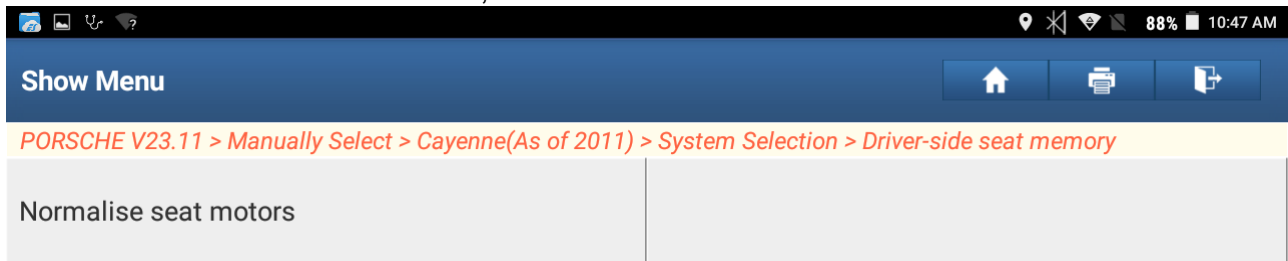 88% 10:47 AM
Show Menu
PORSCHE V23.11 > Manually Select > Cayenne(As of 2011) > System Selection > Driver-side seat memory
Normalise seat motors